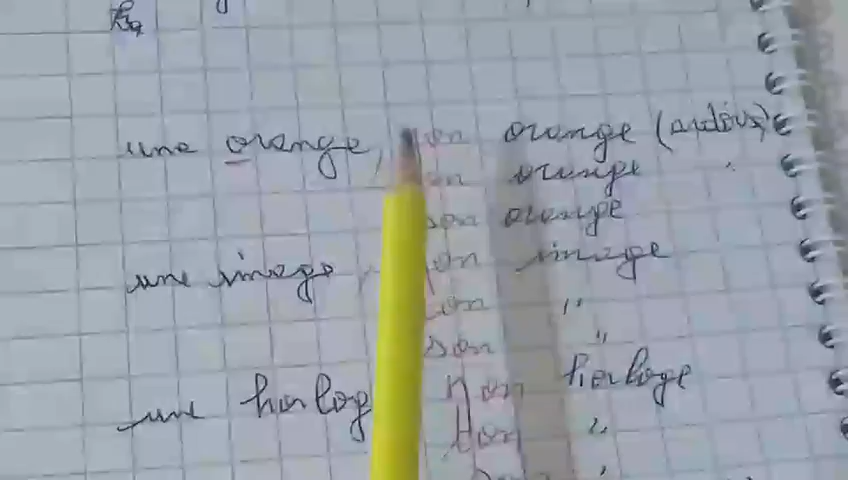 une orange, mon orange
ton orange
son orange
une image, mon image
ton "
son "
une horloge mon horloge
ton "
son "